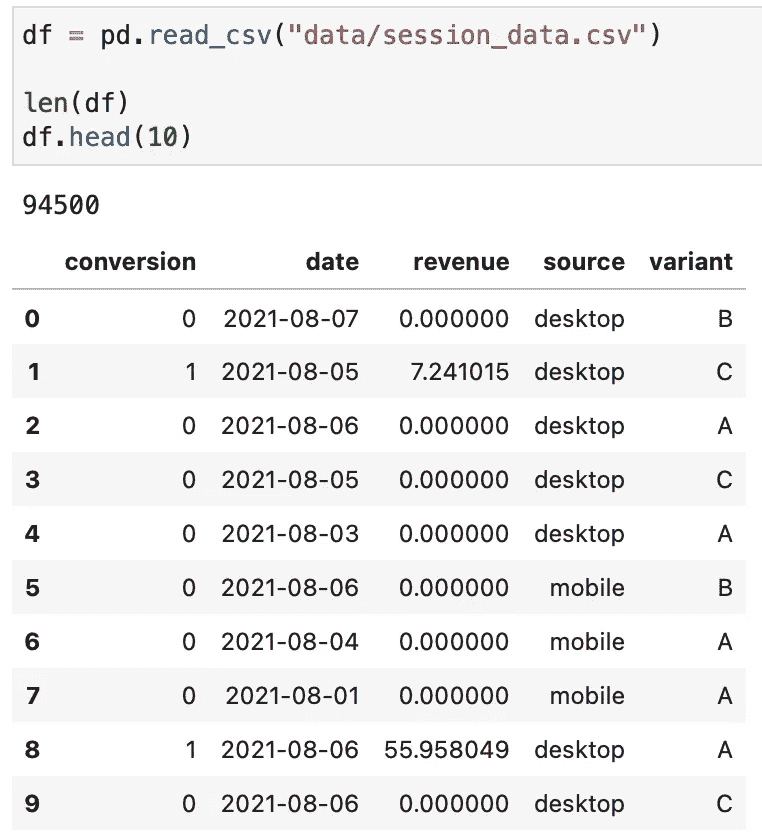 df = pd.read_csv("data/session_data.csv")
len(df)
df.head(10)
94500
conversion date revenue source variant
0 0 2021-08-07 0.000000 desktop B
1 1 2021-08-05 7.241015 desktop C
2 0 2021-08-06 0.000000 desktop A
3 0 2021-08-05 0.000000 desktop C
4 0 2021-08-03 0.000000 desktop A
5 0 2021-08-06 0.000000 mobile B
6 0 2021-08-04 0.000000 mobile A
7 0 2021-08-01 0.000000 mobile A
8 1 2021-08-06 55.958049 desktop A
9 0 2021-08-06 0.000000 desktop C